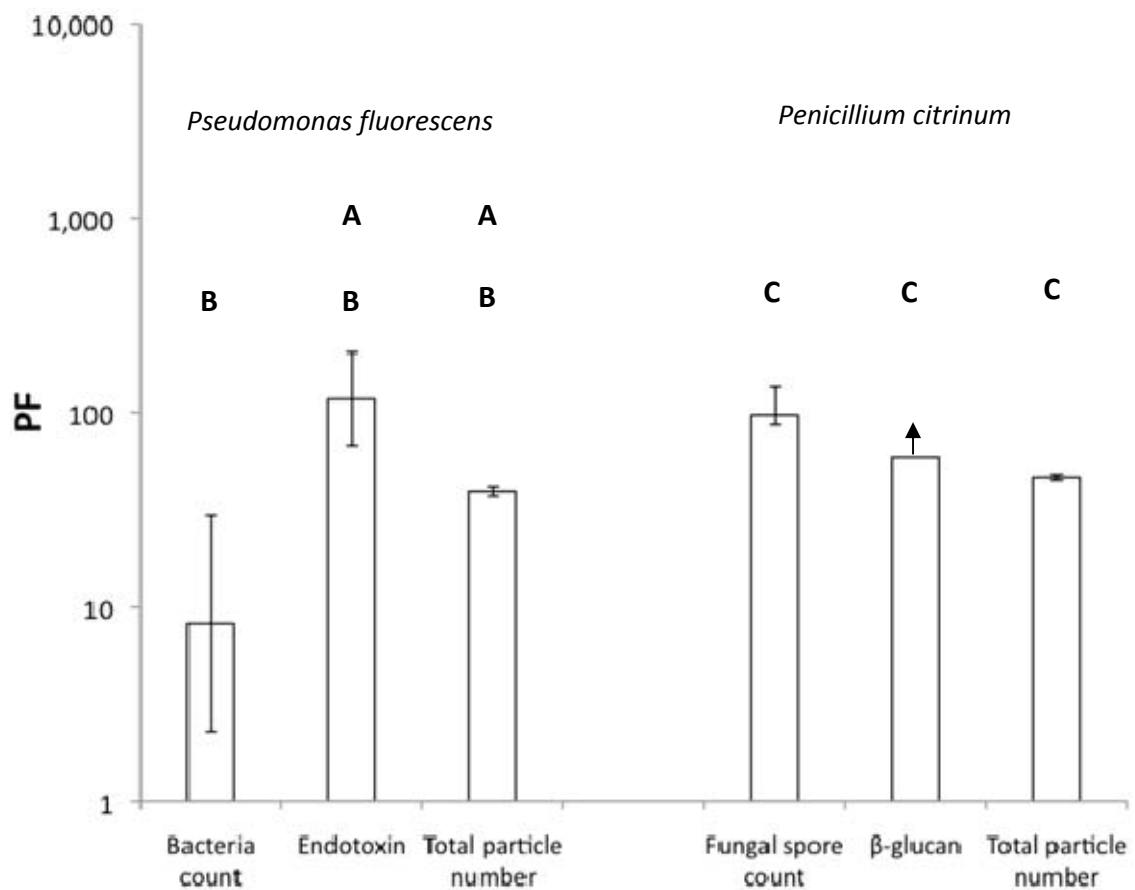 10,000
Pseudomonas fluorescens
Penicillium citrinum
1,000
A
A
B
B
B
C
C
C
PF
100
10
1
Bacteria
count
Endotoxin
Total particle
number
Fungal spore
count
β-glucan
Total particle
number